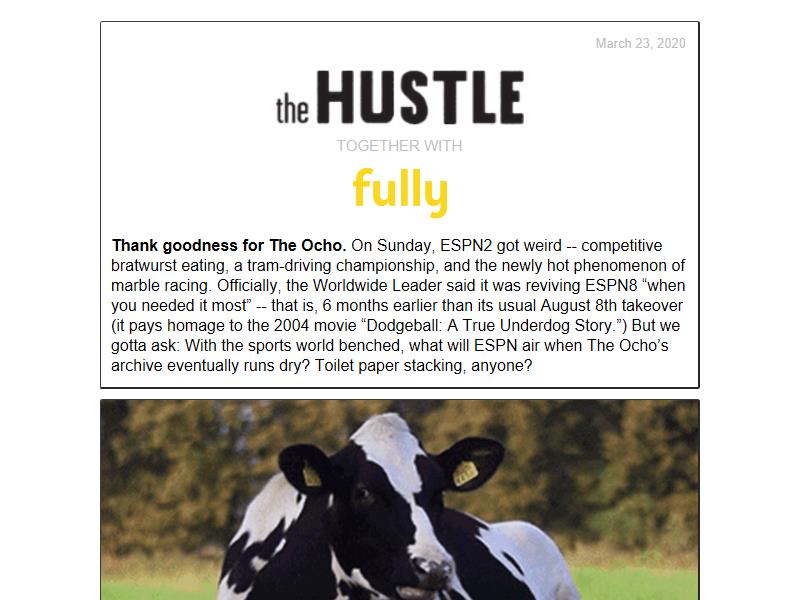 March 23, 2020
the HUSTLE
TOGETHER WITH
fully
Thank goodness for The Ocho. On Sunday, ESPN2 got weird -- competitive
bratwurst eating, a tram-driving championship, and the newly hot phenomenon of
marble racing. Officially, the Worldwide Leader said it was reviving ESPN8 “when
you needed it most” -- that is, 6 months earlier than its usual August 8th takeover
(it pays homage to the 2004 movie “Dodgeball: A True Underdog Story.”) But we
gotta ask: With the sports world benched, what will ESPN air when The Ocho’s
archive eventually runs dry? Toilet paper stacking, anyone?